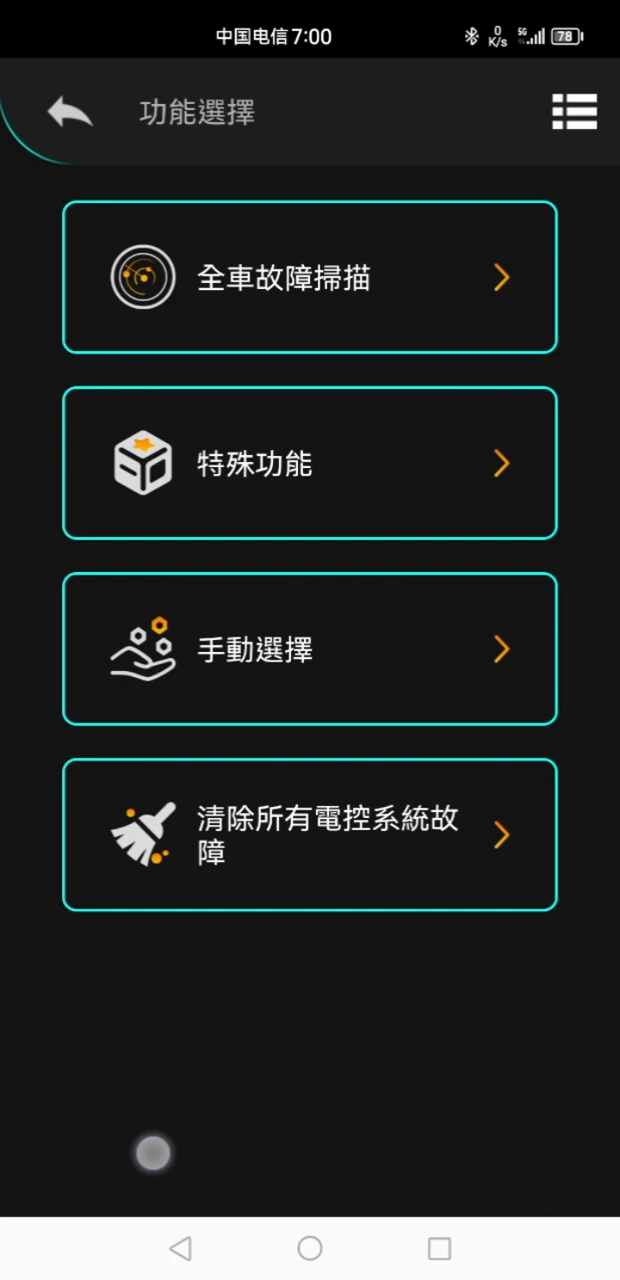 中国电信 7:00
0
K/s
5G
78
功能選擇
全車故障掃描
特殊功能
手動選擇
清除所有電控系統故
障